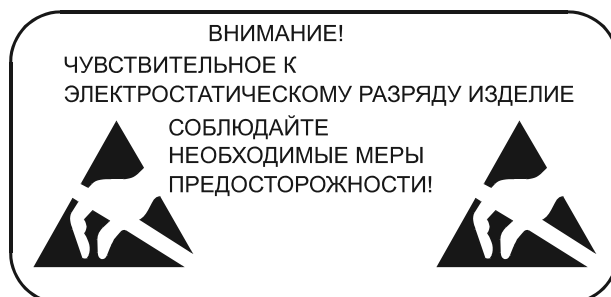 ВНИМАНИЕ!
ЧУВСТВИТЕЛЬНОЕ К
ЭЛЕКТРОСТАТИЧЕСКОМУ РАЗРЯДУ ИЗДЕЛИЕ
СОБЛЮДАЙТЕ
НЕОБХОДИМЫЕ МЕРЫ
ПРЕДОСТОРОЖНОСТИ!